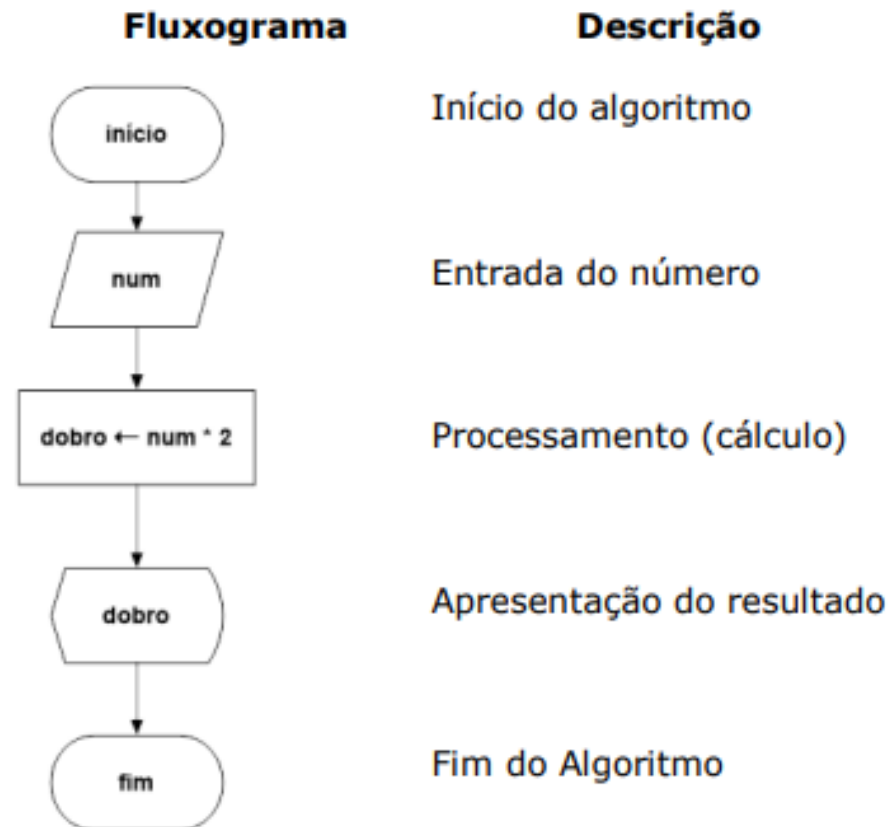 Fluxograma Descrição
início Início do algoritmo
num Entrada do número
dobro ← num * 2 Processamento (cálculo)
dobro Apresentação do resultado
fim Fim do Algoritmo